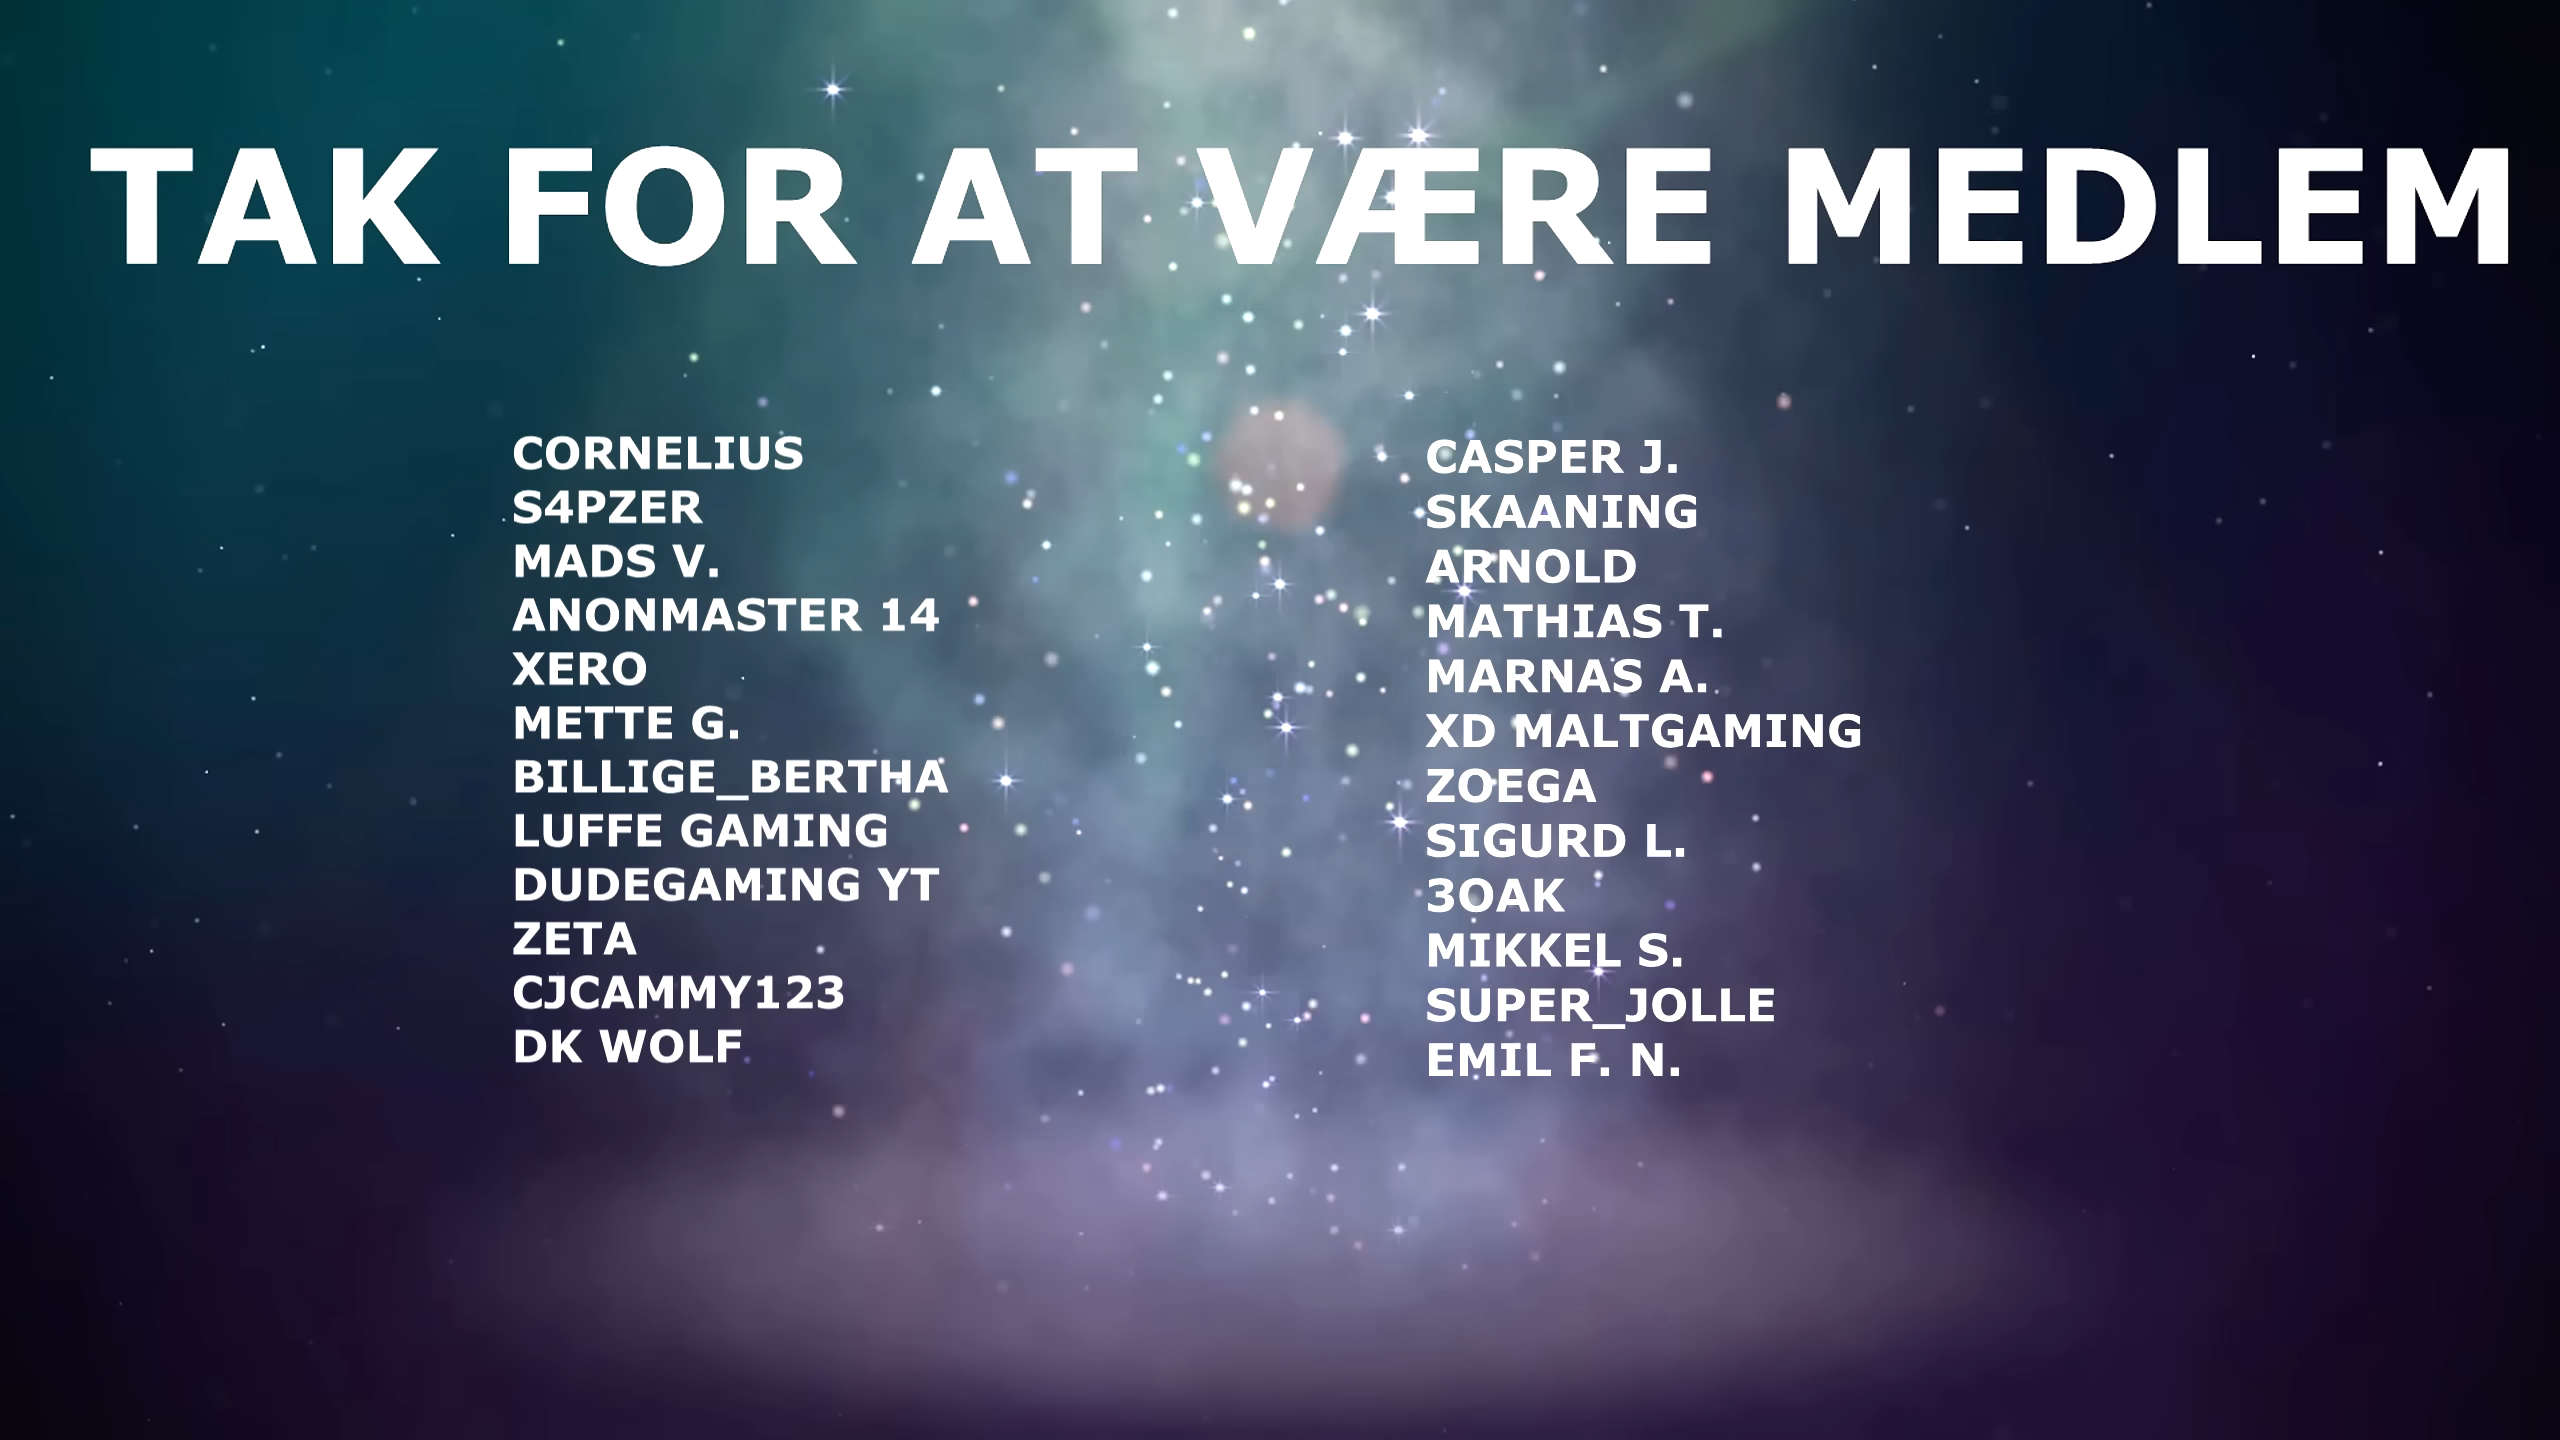 TAK FOR AT VÆRE MEDLEM
CORNELIUS
S4PZER
MADS V.
ANONMASTER 14
XERO
METTE G.
BILLIGE_BERTHA
LUFFE GAMING
DUDEGAMING YT
ZETA
CJCAMMY123
DK WOLF
CASPER J.
SKAANING
ARNOLD
MATHIAS T.
MARNAS A.
XD MALTGAMING
ZOEGA
SIGURD L.
3OAK
MIKKEL S.
SUPER_JOLLE
EMIL F. N.